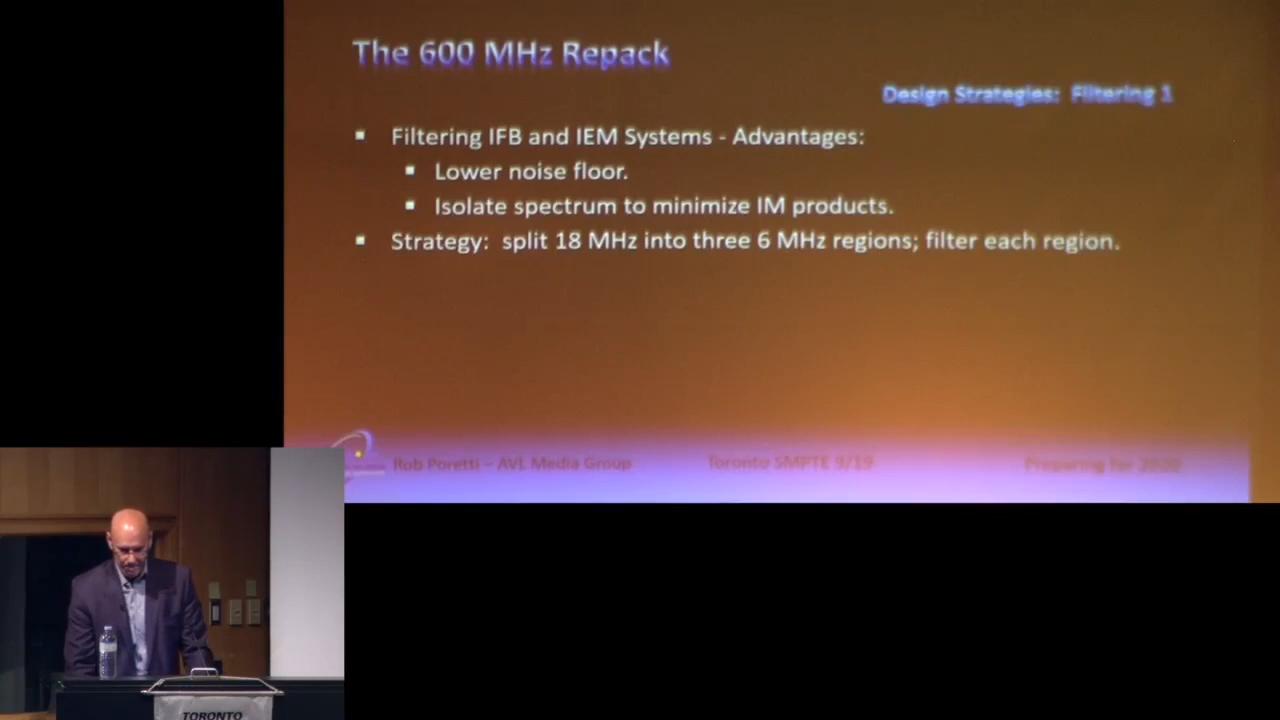 The 600 MHz Repack
Design Strategies: Filtering 1
▪ Filtering IFB and IEM Systems - Advantages:
▪ Lower noise floor.
▪ Isolate spectrum to minimize IM products.
▪ Strategy: split 18 MHz into three 6 MHz regions; filter each region.
Rob Poretti – AVL Media Group
Toronto SMPTE 9/19
Preparing for 2020
TORONTO